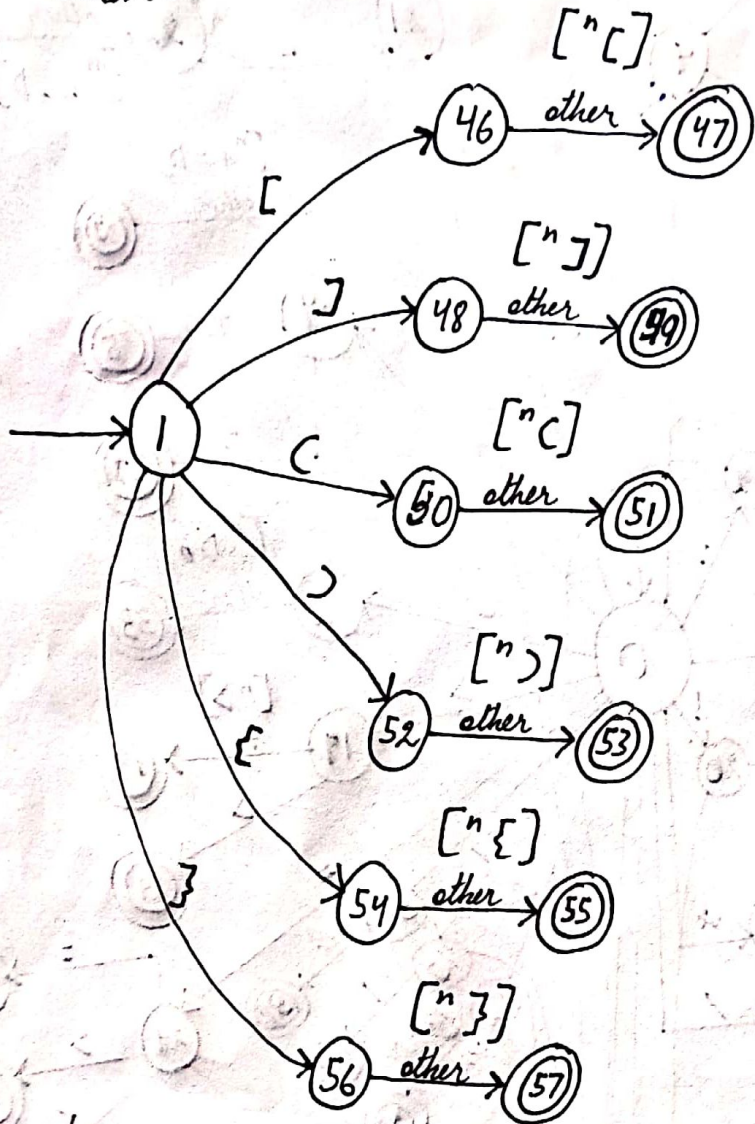 [ⁿ []
[
46
other
47
[ⁿ ]]
]
48
other
49
1
[ⁿ (]
(
50
other
51
)
[ⁿ )]
52
other
53
{
[ⁿ {]
54
other
55
}
[ⁿ }]
56
other
57